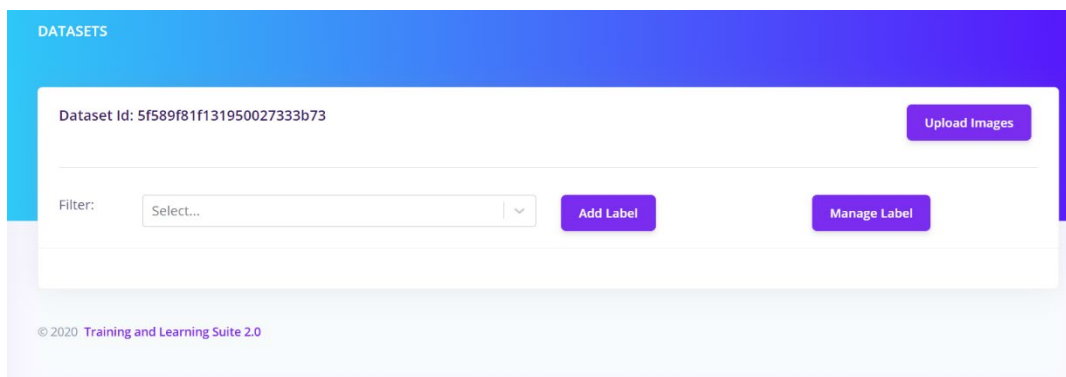 DATASETS
Dataset Id: 5f589f81f131950027333b73
Upload Images
Filter:
Select...
Add Label
Manage Label
© 2020 Training and Learning Suite 2.0